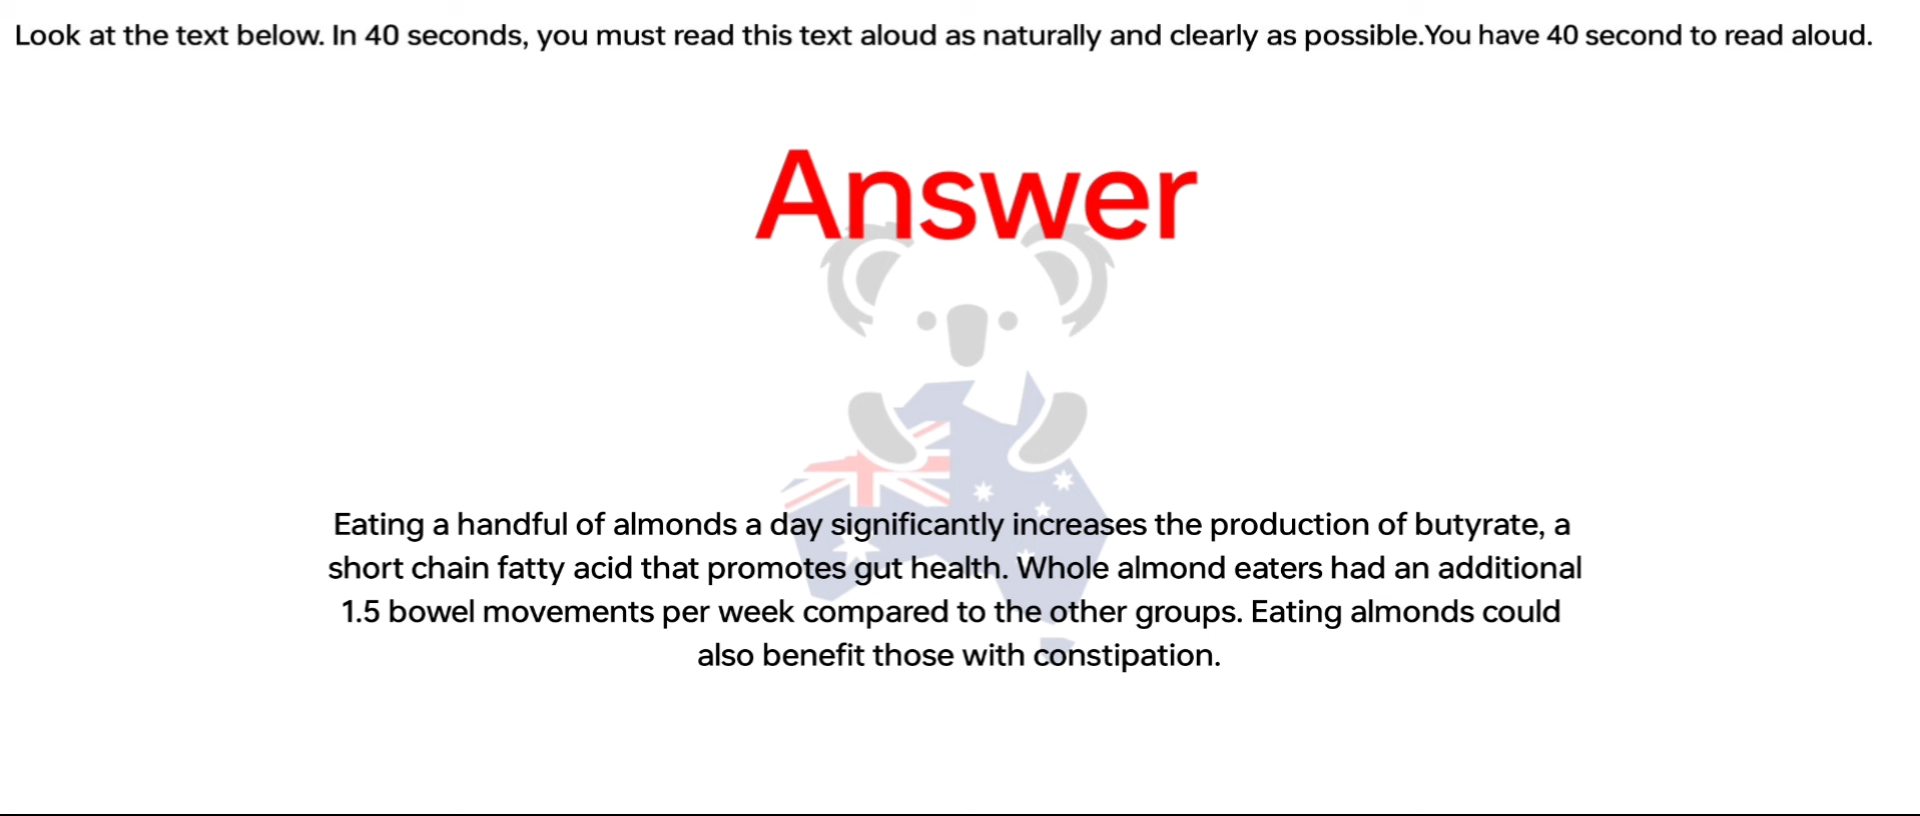 Look at the text below. In 40 seconds, you must read this text aloud as naturally and clearly as possible.You have 40 second to read aloud.
Answer
Eating a handful of almonds a day significantly increases the production of butyrate, a
short chain fatty acid that promotes gut health. Whole almond eaters had an additional
1.5 bowel movements per week compared to the other groups. Eating almonds could
also benefit those with constipation.